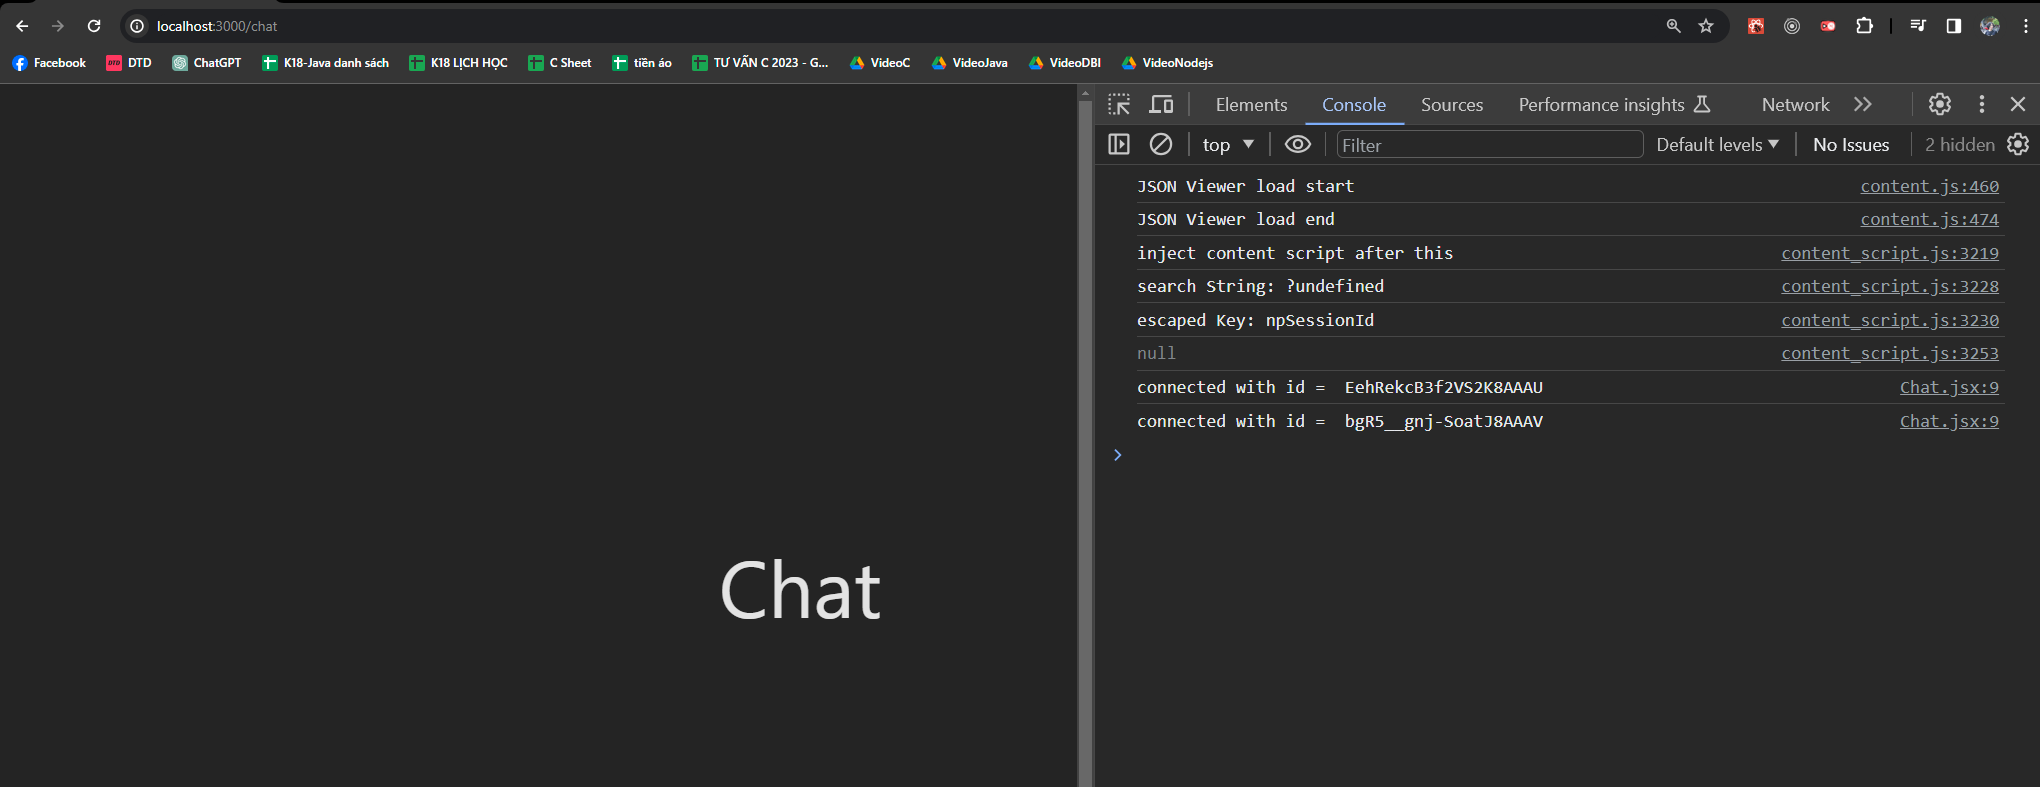 localhost:3000/chat
Facebook DTD ChatGPT K18-Java danh sách K18 LỊCH HỌC C Sheet tiền áo TƯ VẤN C 2023 - G... VideoC VideoJava VideoDBI VideoNodejs
Elements Console Sources Performance insights Network
top Filter Default levels No Issues 2 hidden
JSON Viewer load start content.js:460
JSON Viewer load end content.js:474
inject content script after this content_script.js:3219
search String: ?undefined content_script.js:3228
escaped Key: npSessionId content_script.js:3230
null content_script.js:3253
connected with id =  EehRekcB3f2VS2K8AAAU Chat.jsx:9
connected with id =  bgR5__gnj-SoatJ8AAAV Chat.jsx:9
Chat